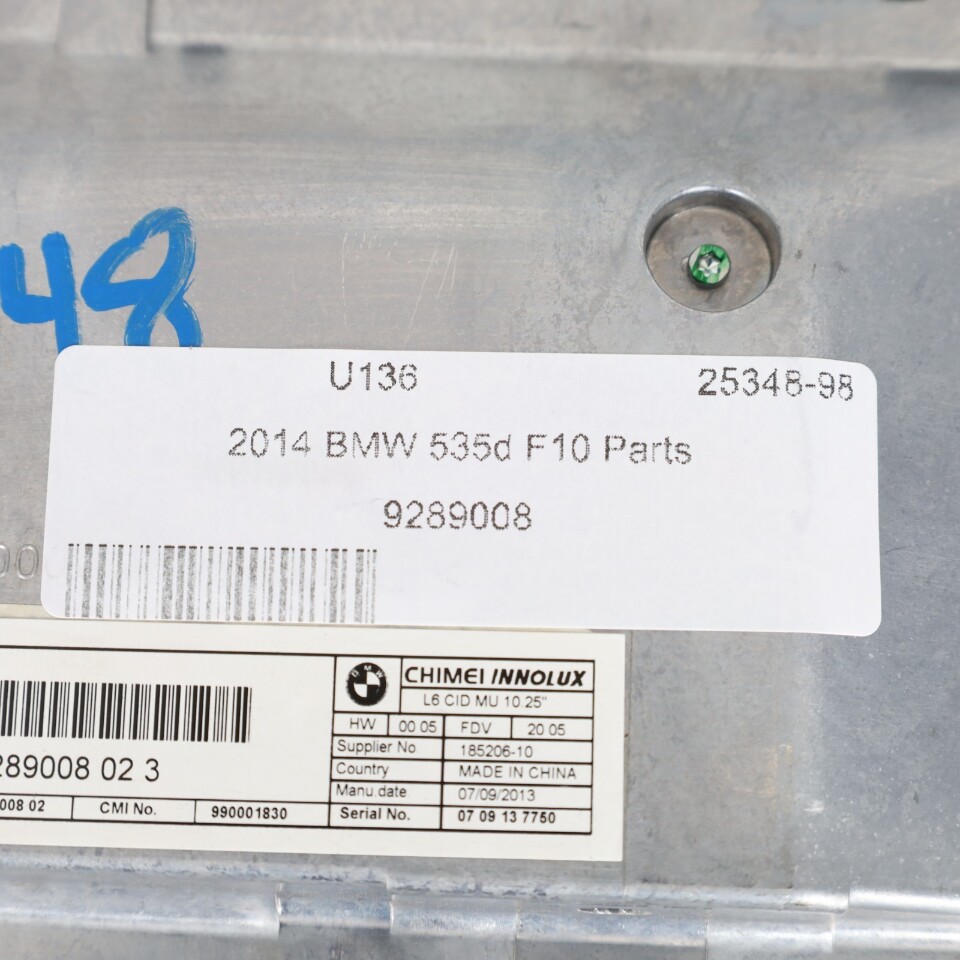 48
U136 25348-98
2014 BMW 535d F10 Parts
9289008
00
BMW
CHIMEI INNOLUX
L6 CID MU 10.25"
HW 00 05 FDV 20 05
Supplier No 185206-10
289008 02 3
Country MADE IN CHINA
Manu.date 07/09/2013
008 02 CMI No. 990001830
Serial No. 07 09 13 7750